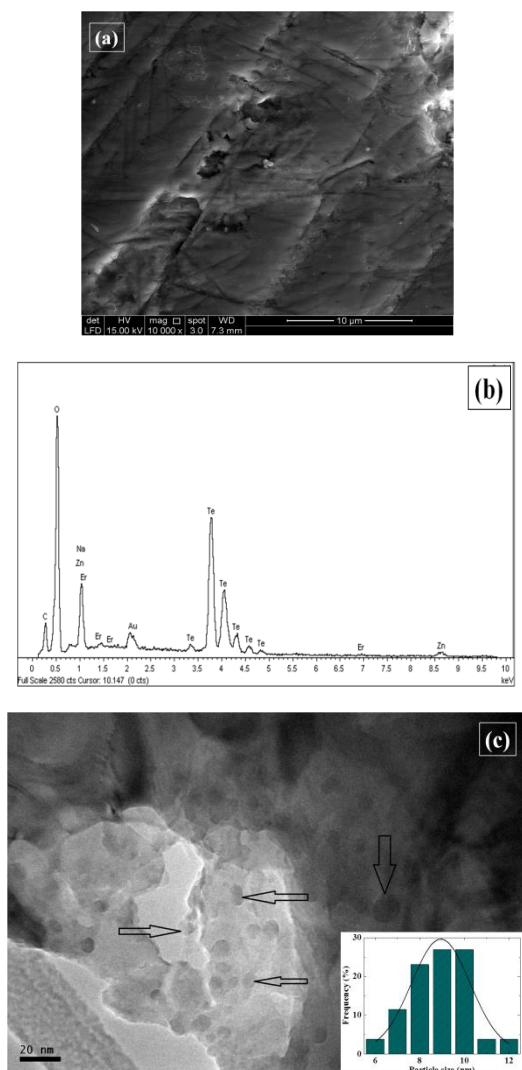 (a)
det HV mag □ spot WD
LFD 15.00 kV 10 000 x 3.0 7.3 mm 10 µm
(b)
O
Na
Zn
Er
C
Er
Er
Au
Te
Te
Te
Te
Te
Te
Er
Zn
0 0.5 1 1.5 2 2.5 3 3.5 4 4.5 5 5.5 6 6.5 7 7.5 8 8.5 9 9.5 10
Full Scale 2580 cts Cursor: 10.147 (0 cts) keV
(c)
20 nm
Frequency (%)
30
20
10
0
6 8 10 12
Particle size (nm)